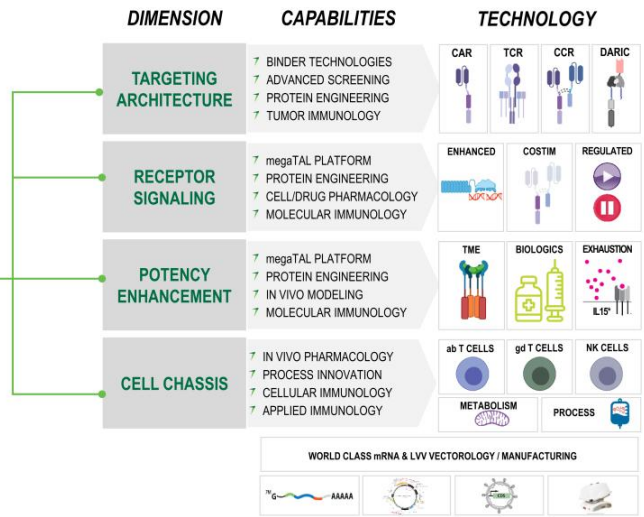 DIMENSION
CAPABILITIES
TECHNOLOGY
TARGETING
ARCHITECTURE
BINDER TECHNOLOGIES
ADVANCED SCREENING
PROTEIN ENGINEERING
TUMOR IMMUNOLOGY
CAR
TCR
CCR
DARIC
RECEPTOR
SIGNALING
megaTAL PLATFORM
PROTEIN ENGINEERING
CELL/DRUG PHARMACOLOGY
MOLECULAR IMMUNOLOGY
ENHANCED
COSTIM
REGULATED
POTENCY
ENHANCEMENT
megaTAL PLATFORM
PROTEIN ENGINEERING
IN VIVO MODELING
MOLECULAR IMMUNOLOGY
TME
BIOLOGICS
EXHAUSTION
CELL CHASSIS
IN VIVO PHARMACOLOGY
PROCESS INNOVATION
CELLULAR IMMUNOLOGY
APPLIED IMMUNOLOGY
ab T CELLS
gd T CELLS
NK CELLS
METABOLISM
PROCESS
WORLD CLASS mRNA & LVV VECTOROLOGY / MANUFACTURING
AAAAA